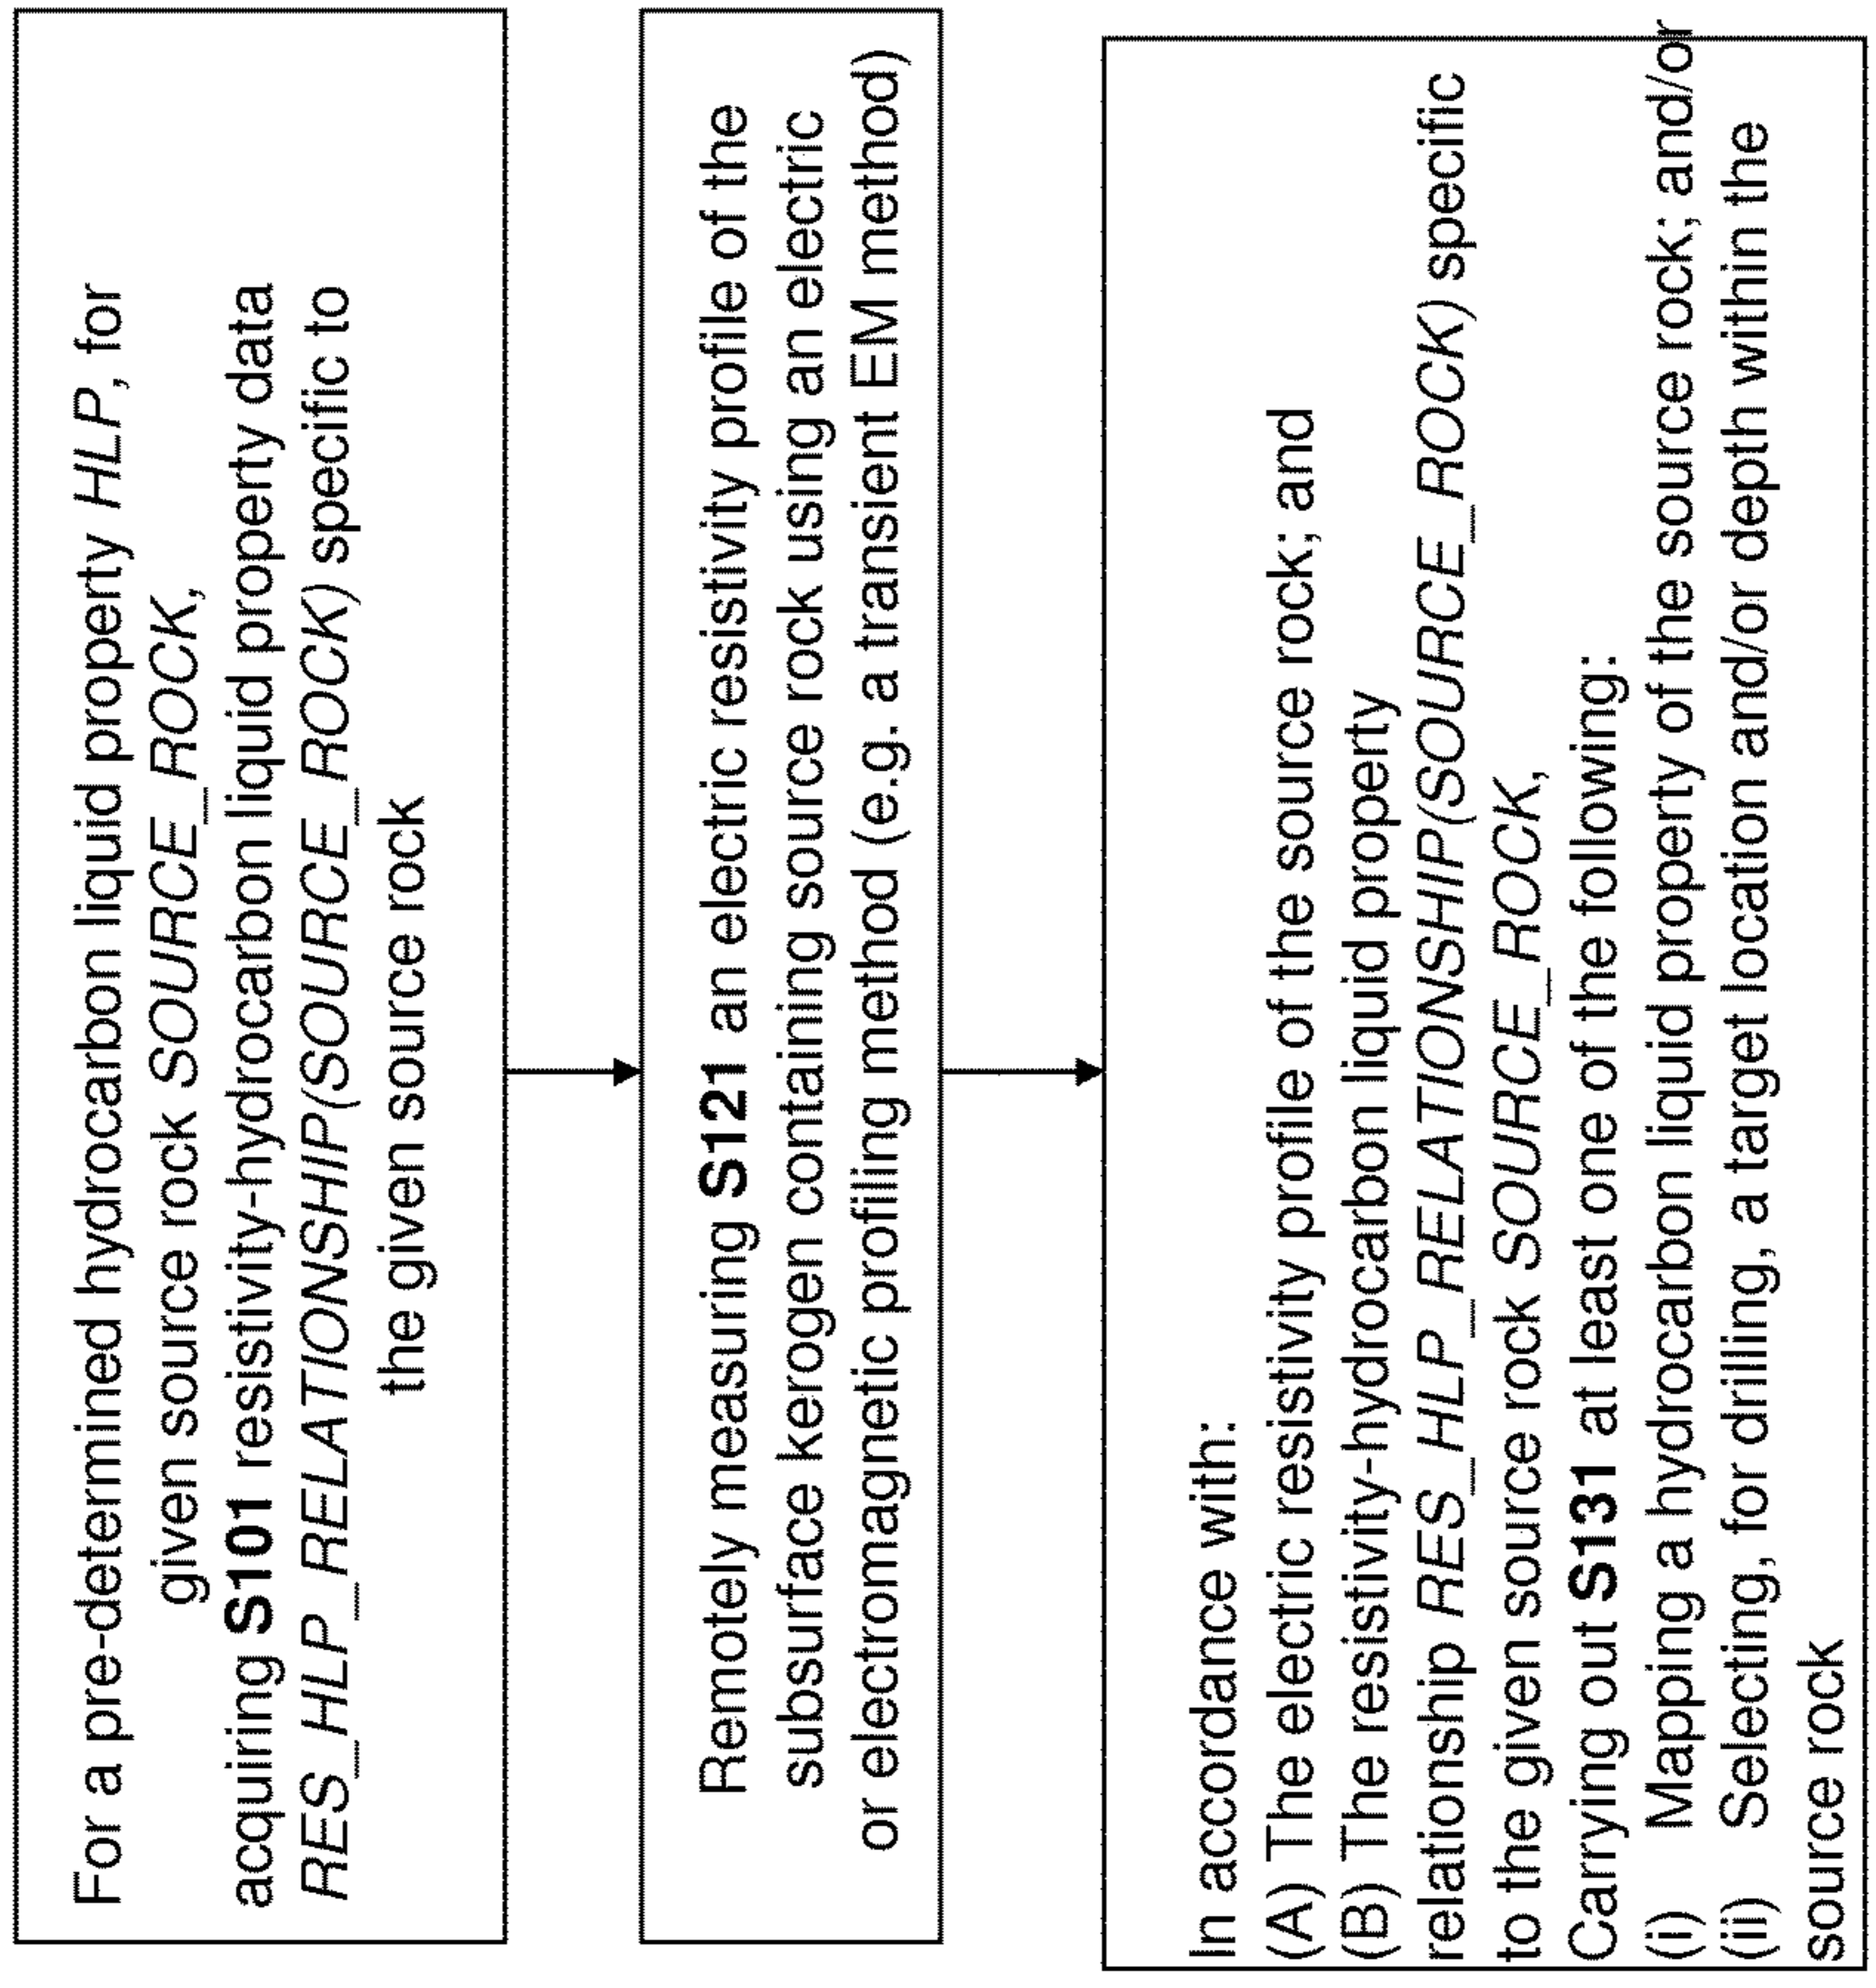 For a pre-determined hydrocarbon liquid property HLP, for
given source rock SOURCE_ROCK,
acquiring S101 resistivity-hydrocarbon liquid property data
RES_HLP_RELATIONSHIP(SOURCE_ROCK) specific to
the given source rock
Remotely measuring S121 an electric resistivity profile of the
subsurface kerogen containing source rock using an electric
or electromagnetic profiling method (e.g. a transient EM method)
In accordance with:
(A) The electric resistivity profile of the source rock; and
(B) The resistivity-hydrocarbon liquid property
relationship RES_HLP_RELATIONSHIP(SOURCE_ROCK) specific
to the given source rock SOURCE_ROCK,
Carrying out S131 at least one of the following:
(i) Mapping a hydrocarbon liquid property of the source rock; and/or
(ii) Selecting, for drilling, a target location and/or depth within the
source rock